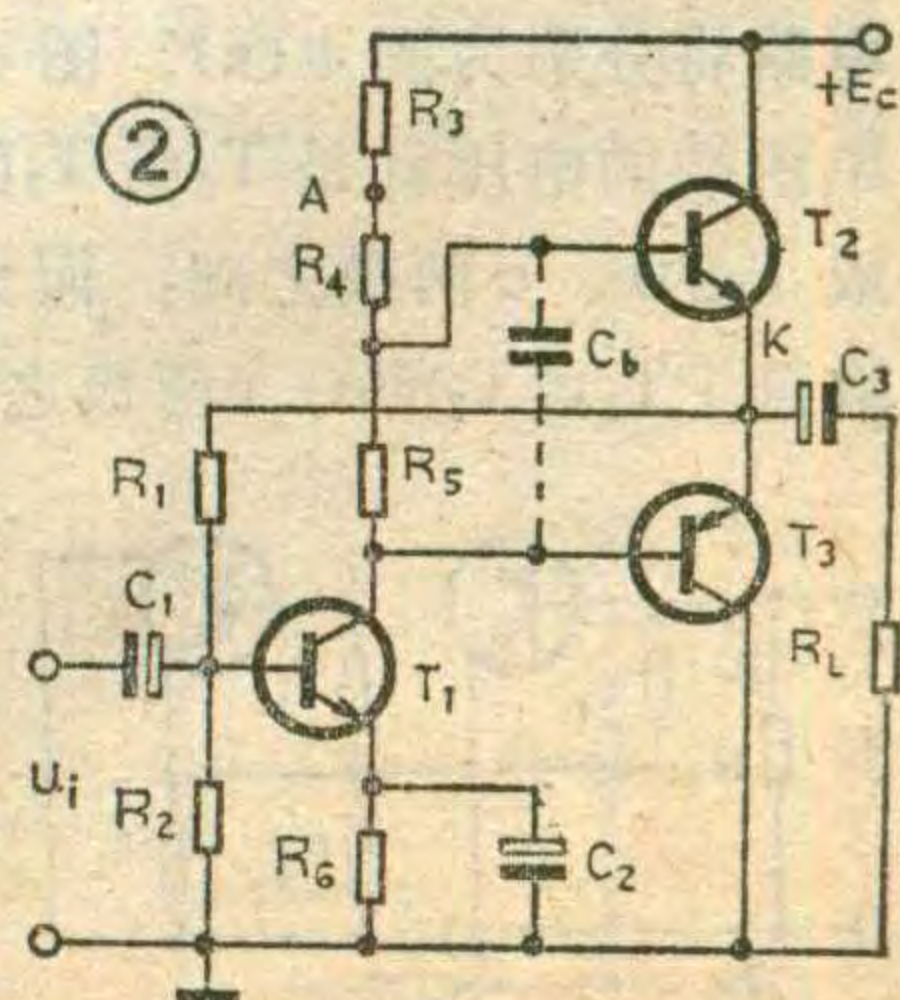 ②
R₃
+Ec
A
R₄
T₂
Cb
K
C₃
R₁
R₅
T₃
C₁
T₁
RL
Ui
R₂
R₆
C₂